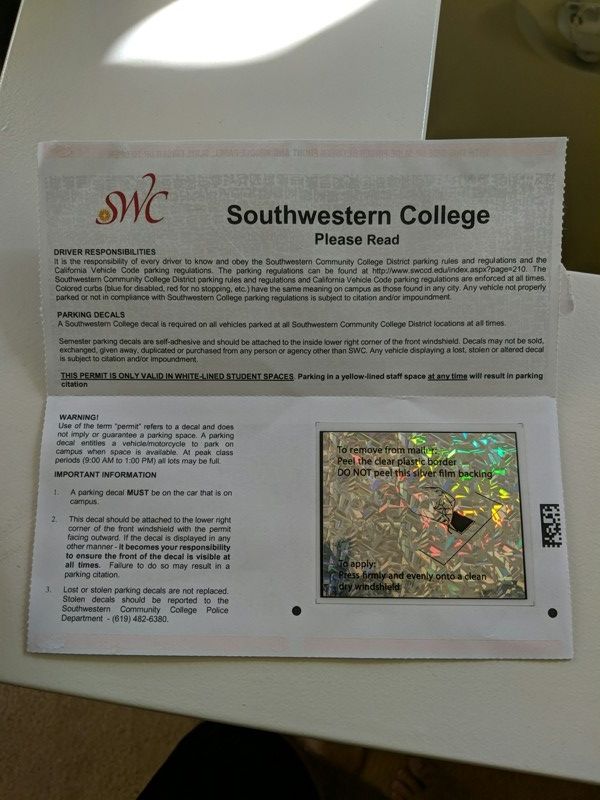 SWC
Southwestern College
Please Read
DRIVER RESPONSIBILITIES
It is the responsibility of every driver to know and obey the Southwestern Community College District parking rules and regulations and the
California Vehicle Code parking regulations. The parking regulations can be found at http://www.swccd.edu/index.aspx?page=210. The
Southwestern Community College District parking rules and regulations and California Vehicle Code parking regulations are enforced at all times.
Colored curbs (blue for disabled, red for no stopping, etc.) have the same meaning on campus as those found in any city. Any vehicle not properly
parked or not in compliance with Southwestern College parking regulations is subject to citation and/or impoundment.
PARKING DECALS
A Southwestern College decal is required on all vehicles parked at all Southwestern Community College District locations at all times.
Semester parking decals are self-adhesive and should be attached to the inside lower right corner of the front windshield. Decals may not be sold,
exchanged, given away, duplicated or purchased from any person or agency other than SWC. Any vehicle displaying a lost, stolen or altered decal
is subject to citation and/or impoundment.
THIS PERMIT IS ONLY VALID IN WHITE-LINED STUDENT SPACES. Parking in a yellow-lined staff space at any time will result in parking
citation
WARNING!
Use of the term "permit" refers to a decal and does
not imply or guarantee a parking space. A parking
decal entitles a vehicle/motorcycle to park on
campus when space is available. At peak class
periods (9:00 AM to 1:00 PM) all lots may be full.
IMPORTANT INFORMATION
1. A parking decal MUST be on the car that is on
campus.
2. This decal should be attached to the lower right
corner of the front windshield with the permit
facing outward. If the decal is displayed in any
other manner - it becomes your responsibility
to ensure the front of the decal is visible at
all times. Failure to do so may result in a
parking citation.
3. Lost or stolen parking decals are not replaced.
Stolen decals should be reported to the
Southwestern Community College Police
Department - (619) 482-6380.
To remove from mailer:
Peel the clear plastic border
DO NOT peel this silver film backing
To apply:
Press firmly and evenly onto a clean
dry windshield